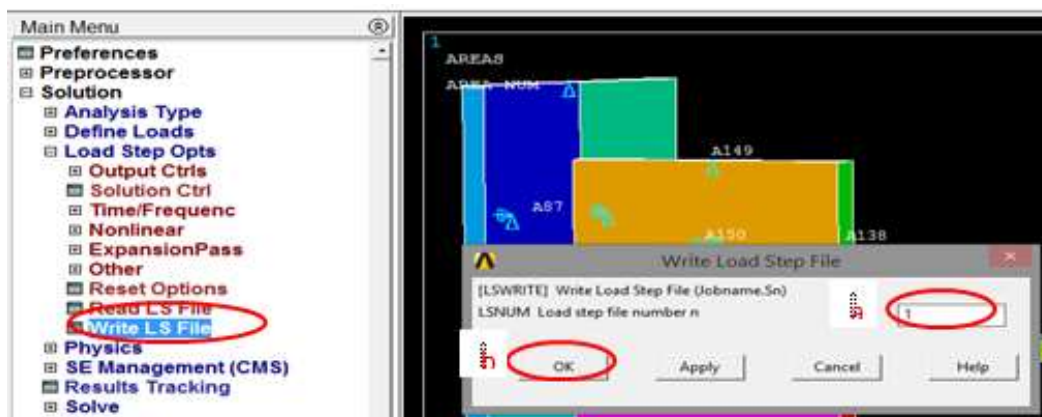 Main Menu
Preferences
Preprocessor
Solution
Analysis Type
Define Loads
Load Step Opts
Output Ctrls
Solution Ctrl
Time/Frequenc
Nonlinear
ExpansionPass
Other
Reset Options
Read LS File
Write LS File
Physics
SE Management (CMS)
Results Tracking
Solve
1
AREAS
AREA NUM
A149
A87
A150
A138
Write Load Step File
[LSWRITE] Write Load Step File (Jobname.Sn)
LSNUM Load step file number n
1
OK
Apply
Cancel
Help